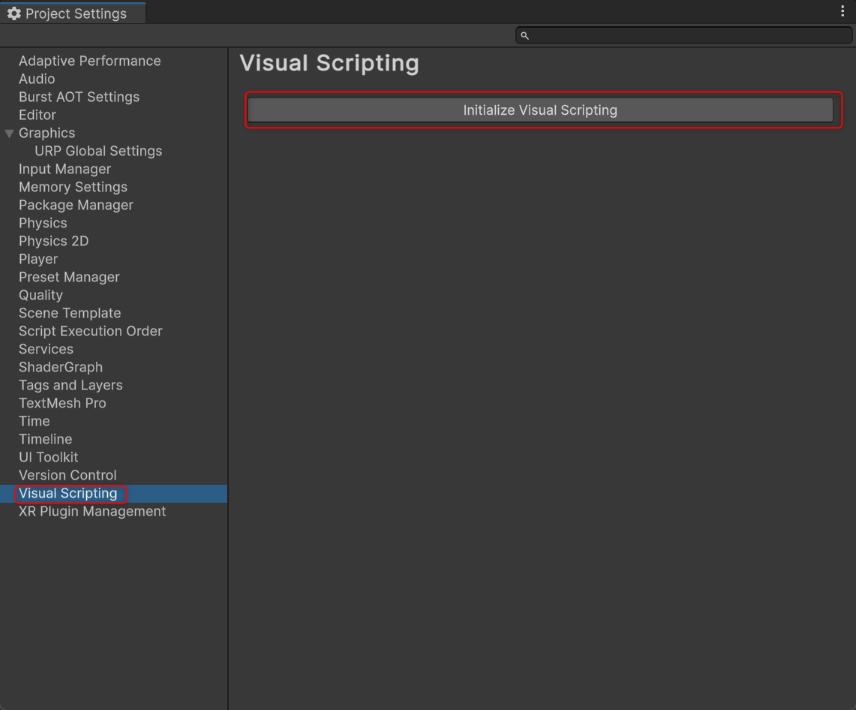 Project Settings
Visual Scripting
Initialize Visual Scripting
Adaptive Performance
Audio
Burst AOT Settings
Editor
Graphics
URP Global Settings
Input Manager
Memory Settings
Package Manager
Physics
Physics 2D
Player
Preset Manager
Quality
Scene Template
Script Execution Order
Services
ShaderGraph
Tags and Layers
TextMesh Pro
Time
Timeline
UI Toolkit
Version Control
Visual Scripting
XR Plugin Management